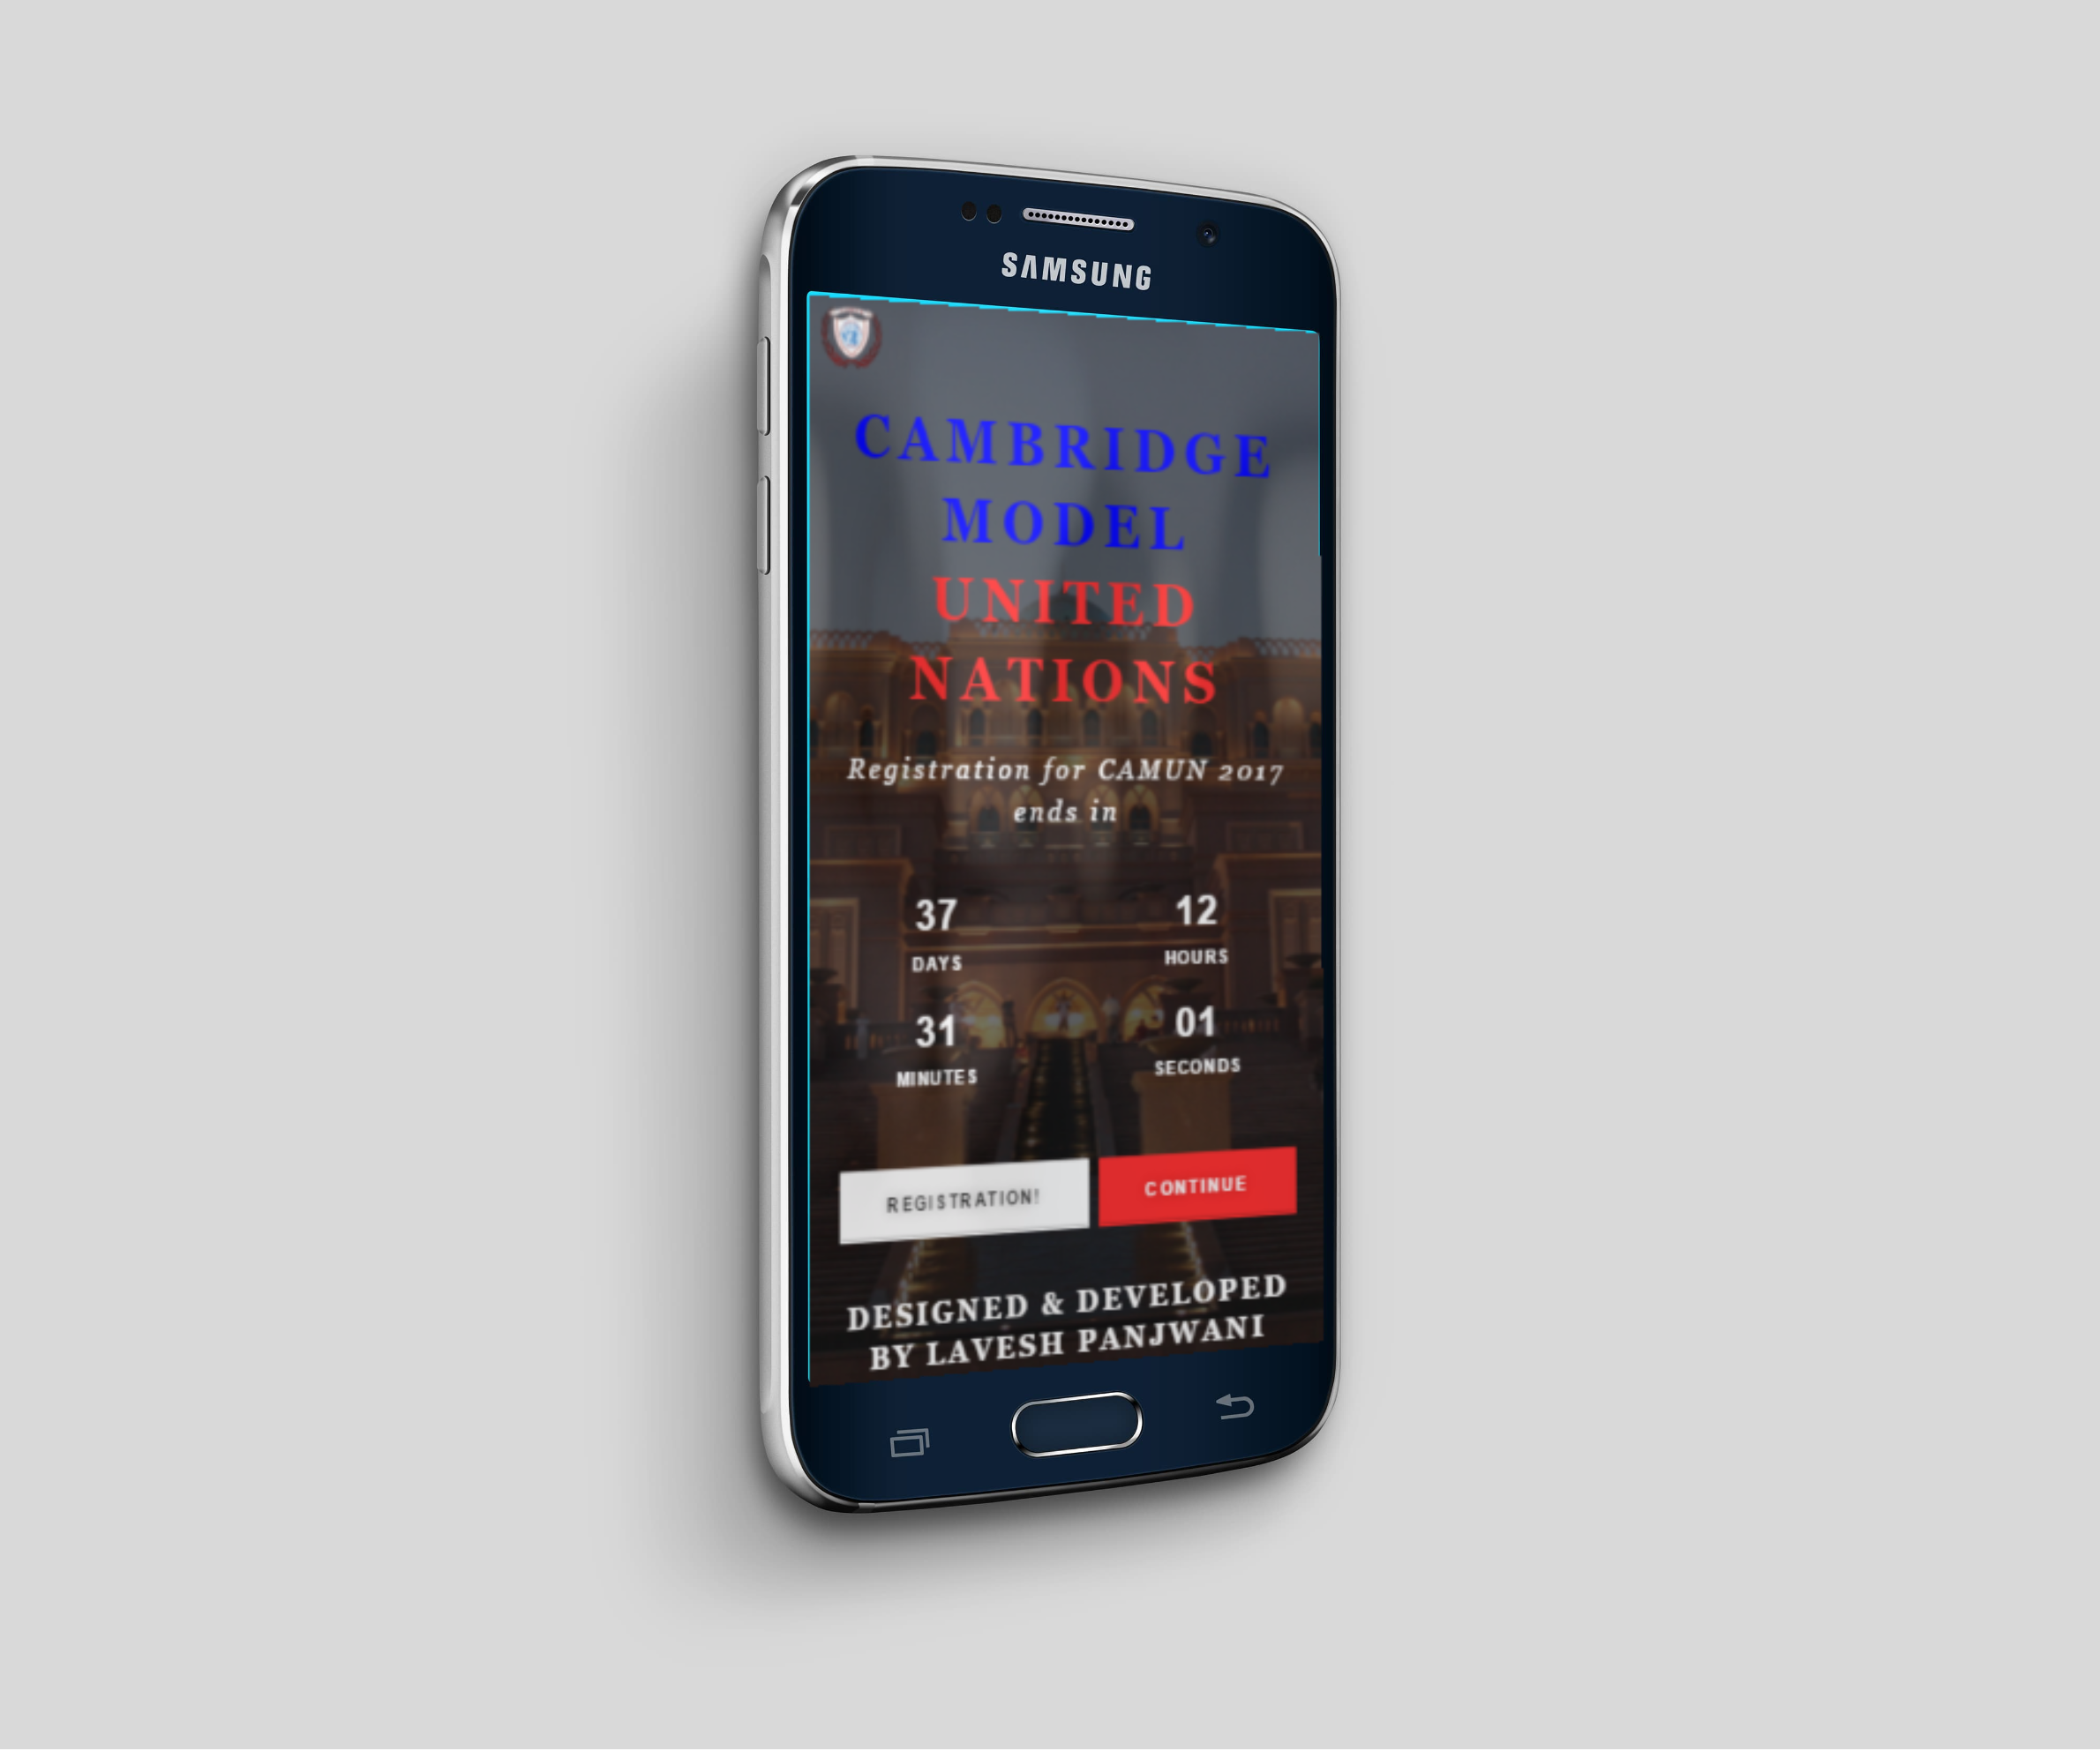 SAMSUNG
CAMBRIDGE
MODEL
UNITED
NATIONS
Registration for CAMUN 2017
ends in
37
12
DAYS
HOURS
31
01
MINUTES
SECONDS
REGISTRATION!
CONTINUE
DESIGNED & DEVELOPED
BY LAVESH PANJWANI